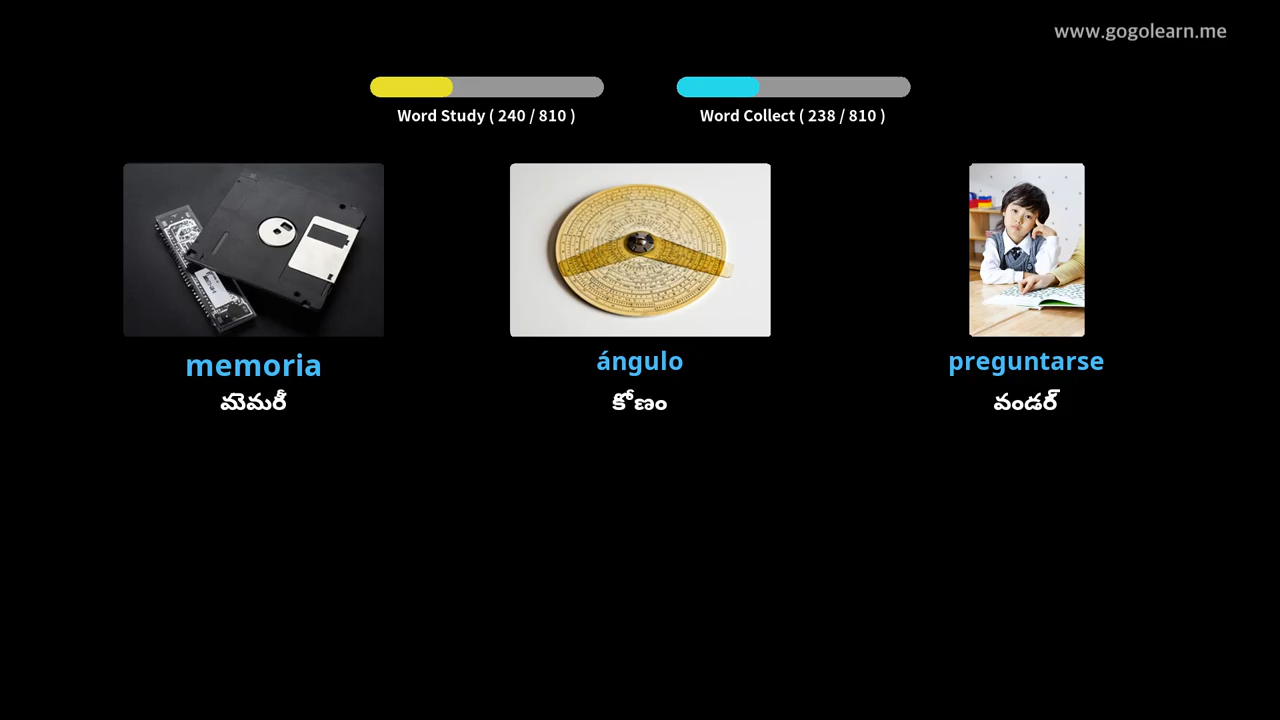 www.gogolearn.me
Word Study ( 240 / 810 )
Word Collect ( 238 / 810 )
memoria
మెమరీ
ángulo
కోణం
preguntarse
వండర్